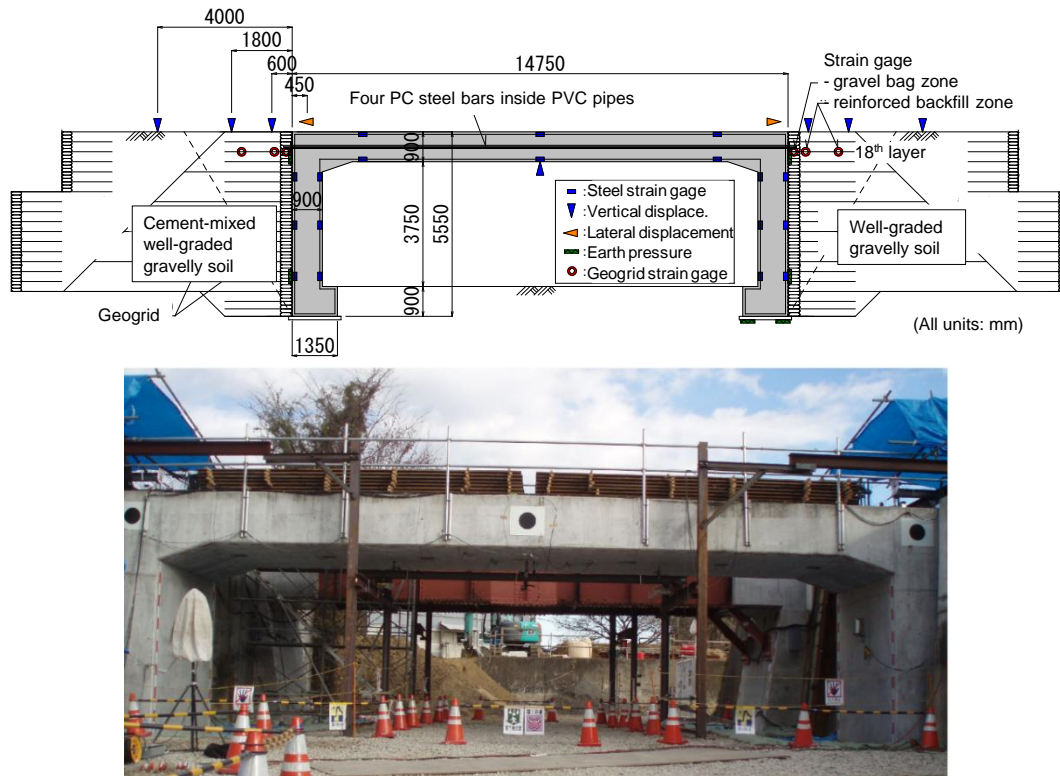 4000
1800
600
450
14750
Four PC steel bars inside PVC pipes
Strain gage
- gravel bag zone
- reinforced backfill zone
18th layer
900
900
3750
5550
900
1350
Cement-mixed
well-graded
gravelly soil
Geogrid
:Steel strain gage
:Vertical displace.
:Lateral displacement
:Earth pressure
:Geogrid strain gage
Well-graded
gravelly soil
(All units: mm)